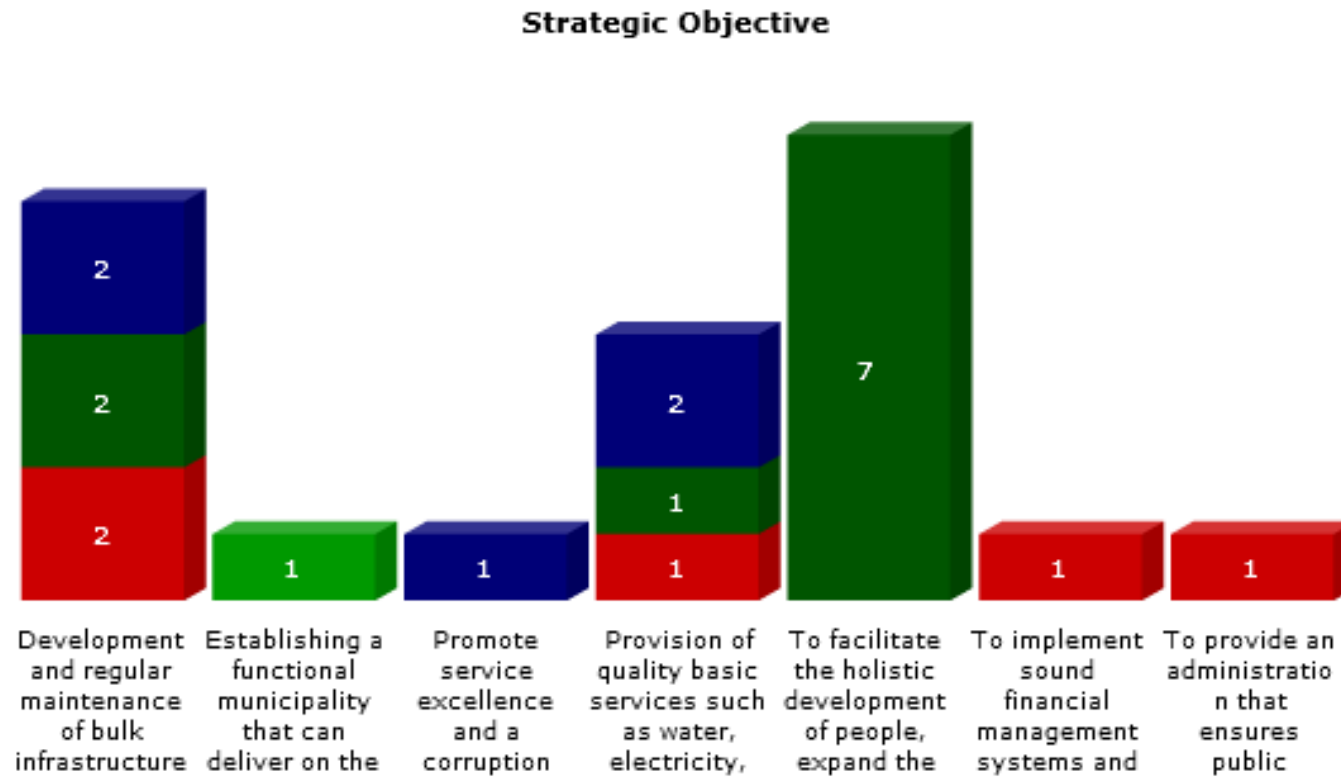 Strategic Objective
2
2
2
1
1
2
1
1
7
1
1
Development
and regular
maintenance
of bulk
infrastructure
Establishing a
functional
municipality
that can
deliver on the
Promote
service
excellence
and a
corruption
Provision of
quality basic
services such
as water,
electricity,
To facilitate
the holistic
development
of people,
expand the
To implement
sound
financial
management
systems and
To provide an
administratio
n that
ensures
public